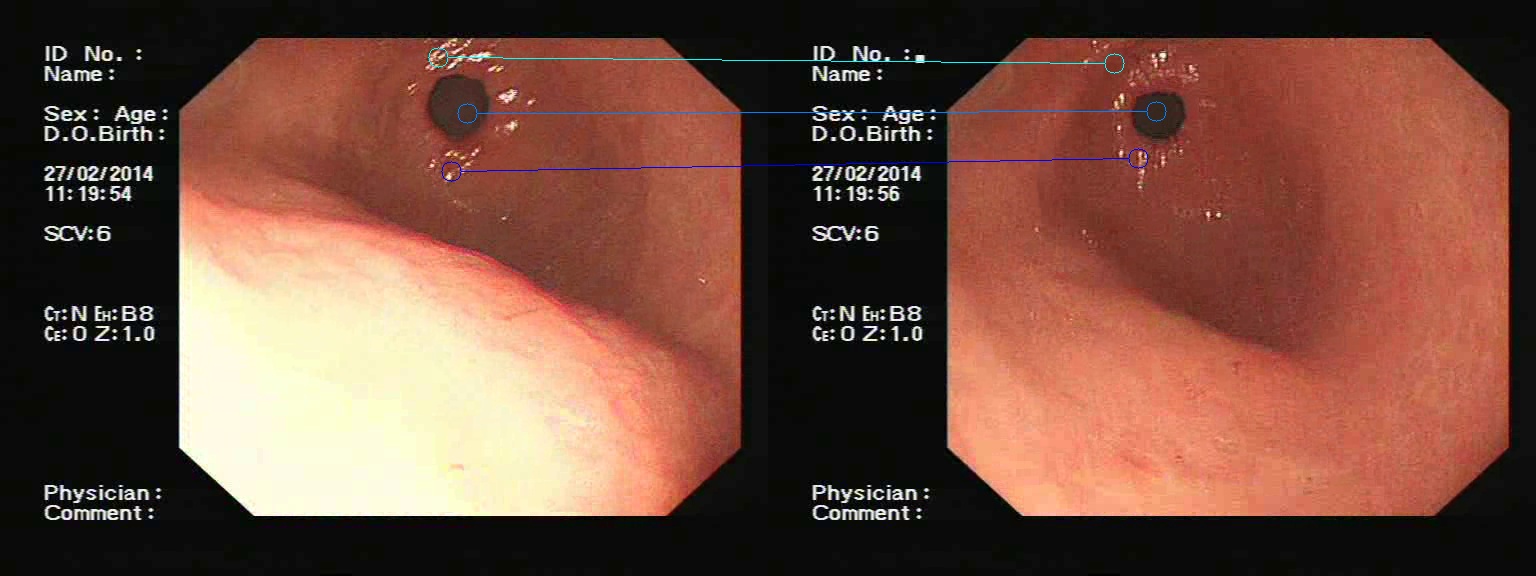 ID No. :
Name:
Sex: Age:
D.O.Birth:
27/02/2014
11:19:54
SCV:6
CT:N EH:B8
CE:0 Z:1.0
Physician:
Comment:
ID No. :
Name:
Sex: Age:
D.O.Birth:
27/02/2014
11:19:56
SCV:6
CT:N EH:B8
CE:0 Z:1.0
Physician:
Comment: